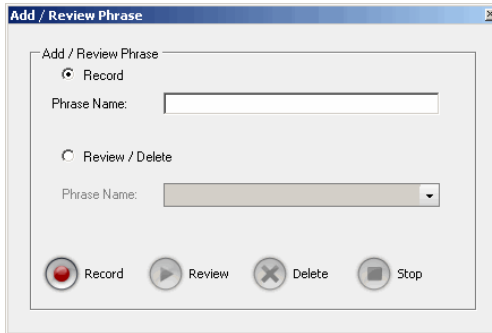 Add / Review Phrase
Add / Review Phrase
Record
Phrase Name:
Review / Delete
Phrase Name:
Record Review Delete Stop